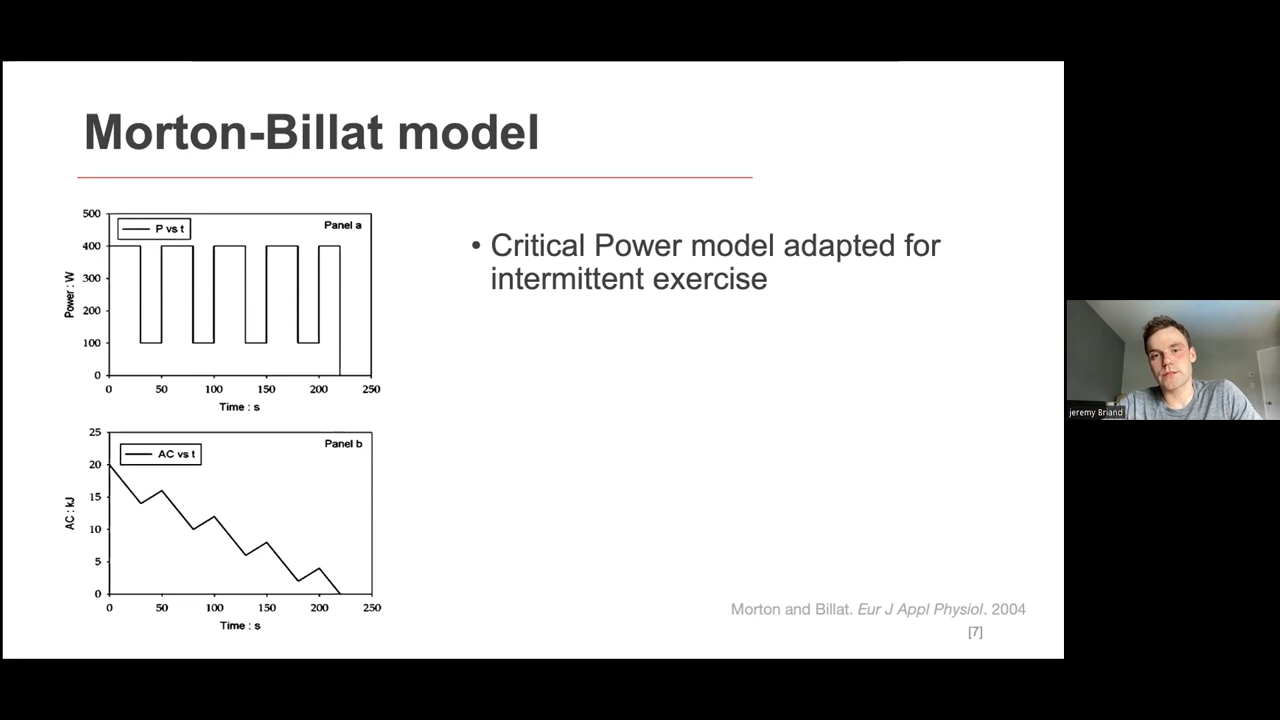 Morton-Billat model
500
400
300
200
100
0
Power : W
P vs t
Panel a
0 50 100 150 200 250
Time : s
25
20
15
10
5
0
AC : kJ
AC vs t
Panel b
0 50 100 150 200 250
Time : s
• Critical Power model adapted for
intermittent exercise
Morton and Billat. Eur J Appl Physiol. 2004
[7]
jeremy Briand